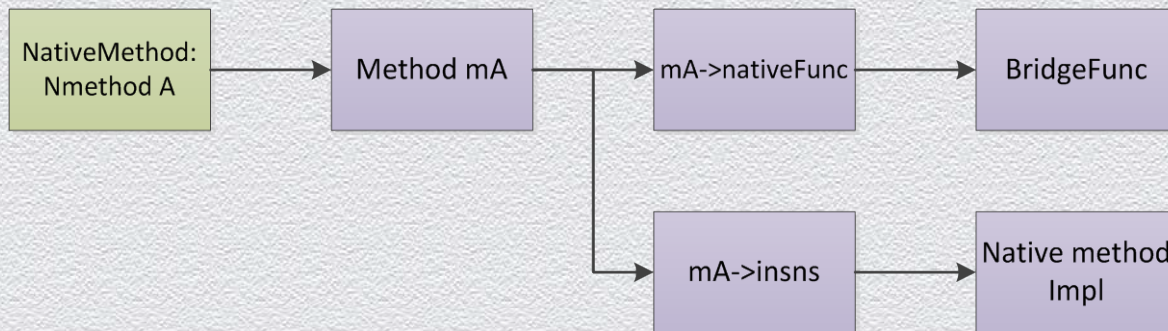 NativeMethod:
Nmethod A
Method mA
mA->nativeFunc
BridgeFunc
mA->insns
Native method
Impl